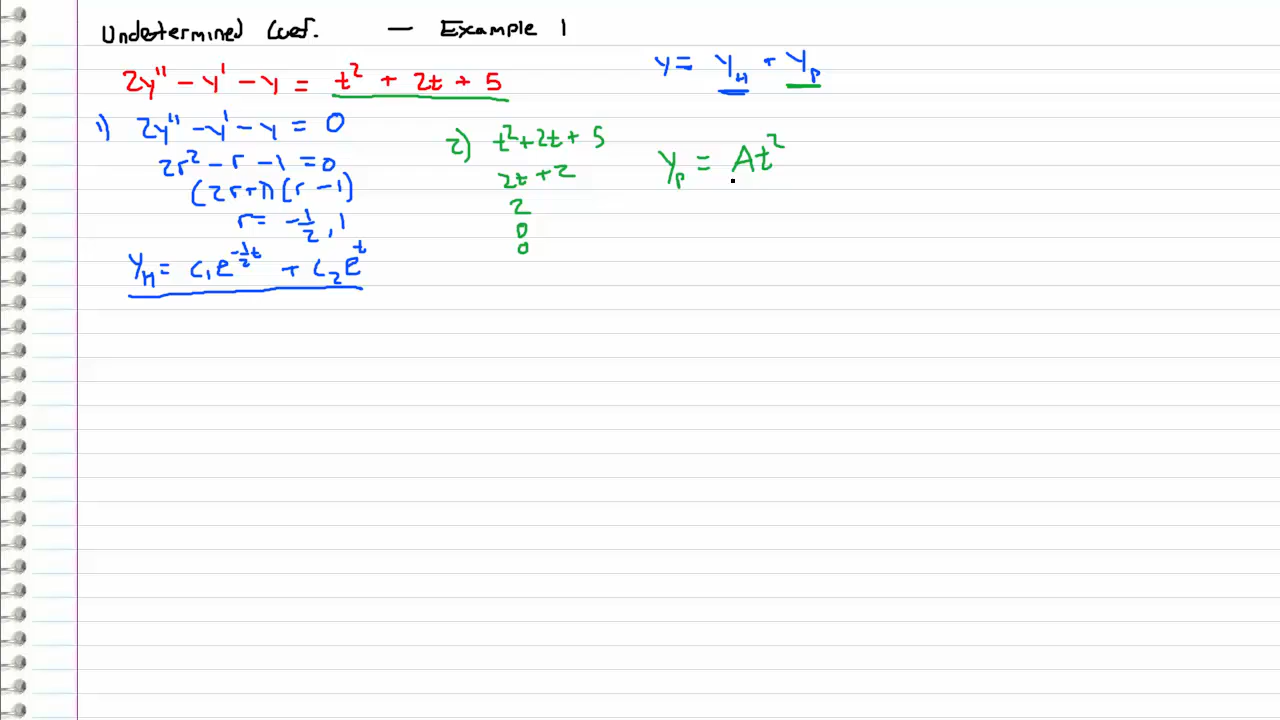 Undetermined Coef. — Example 1
2y'' - y' - y = t² + 2t + 5
y = y_H + y_p
1) 2y'' - y' - y = 0
2r² - r - 1 = 0
(2r+1)(r-1)
r = -1/2, 1
y_H = c₁e^(-1/2 t) + c₂e^t
2) t² + 2t + 5
2t + 2
2
0
0
y_p = At²